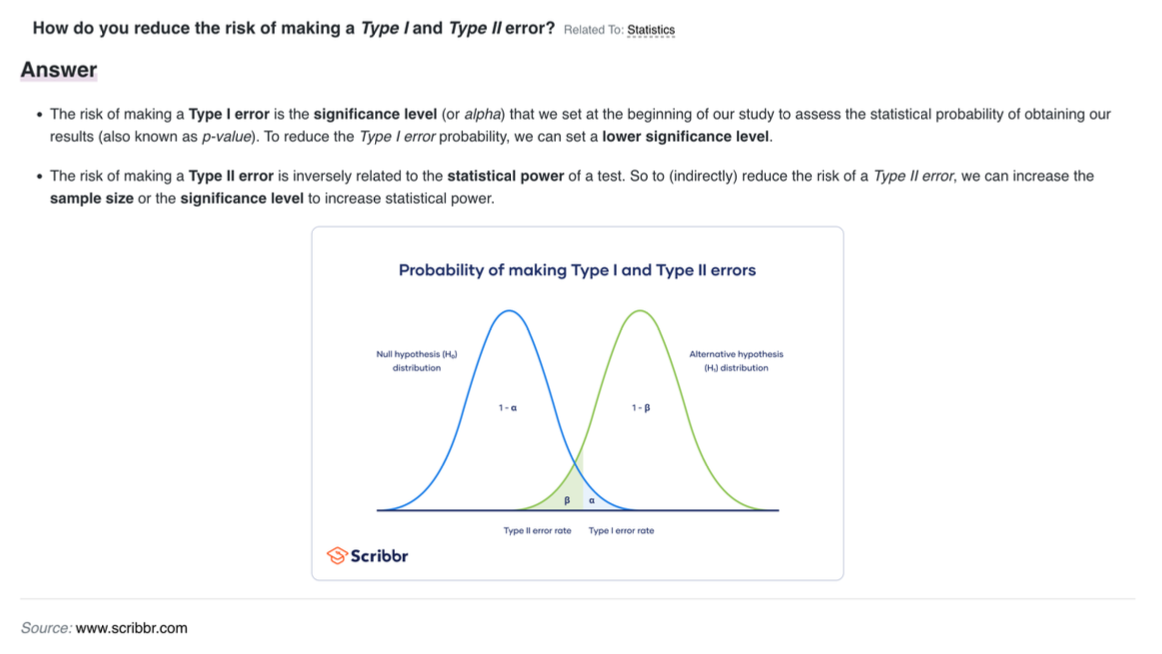 How do you reduce the risk of making a Type I and Type II error? Related To: Statistics
Answer
• The risk of making a Type I error is the significance level (or alpha) that we set at the beginning of our study to assess the statistical probability of obtaining our
results (also known as p-value). To reduce the Type I error probability, we can set a lower significance level.
• The risk of making a Type II error is inversely related to the statistical power of a test. So to (indirectly) reduce the risk of a Type II error, we can increase the
sample size or the significance level to increase statistical power.
Probability of making Type I and Type II errors
Null hypothesis (H₀)
distribution
Alternative hypothesis
(H₁) distribution
1 - α
1 - β
β
α
Type II error rate
Type I error rate
Scribbr
Source: www.scribbr.com